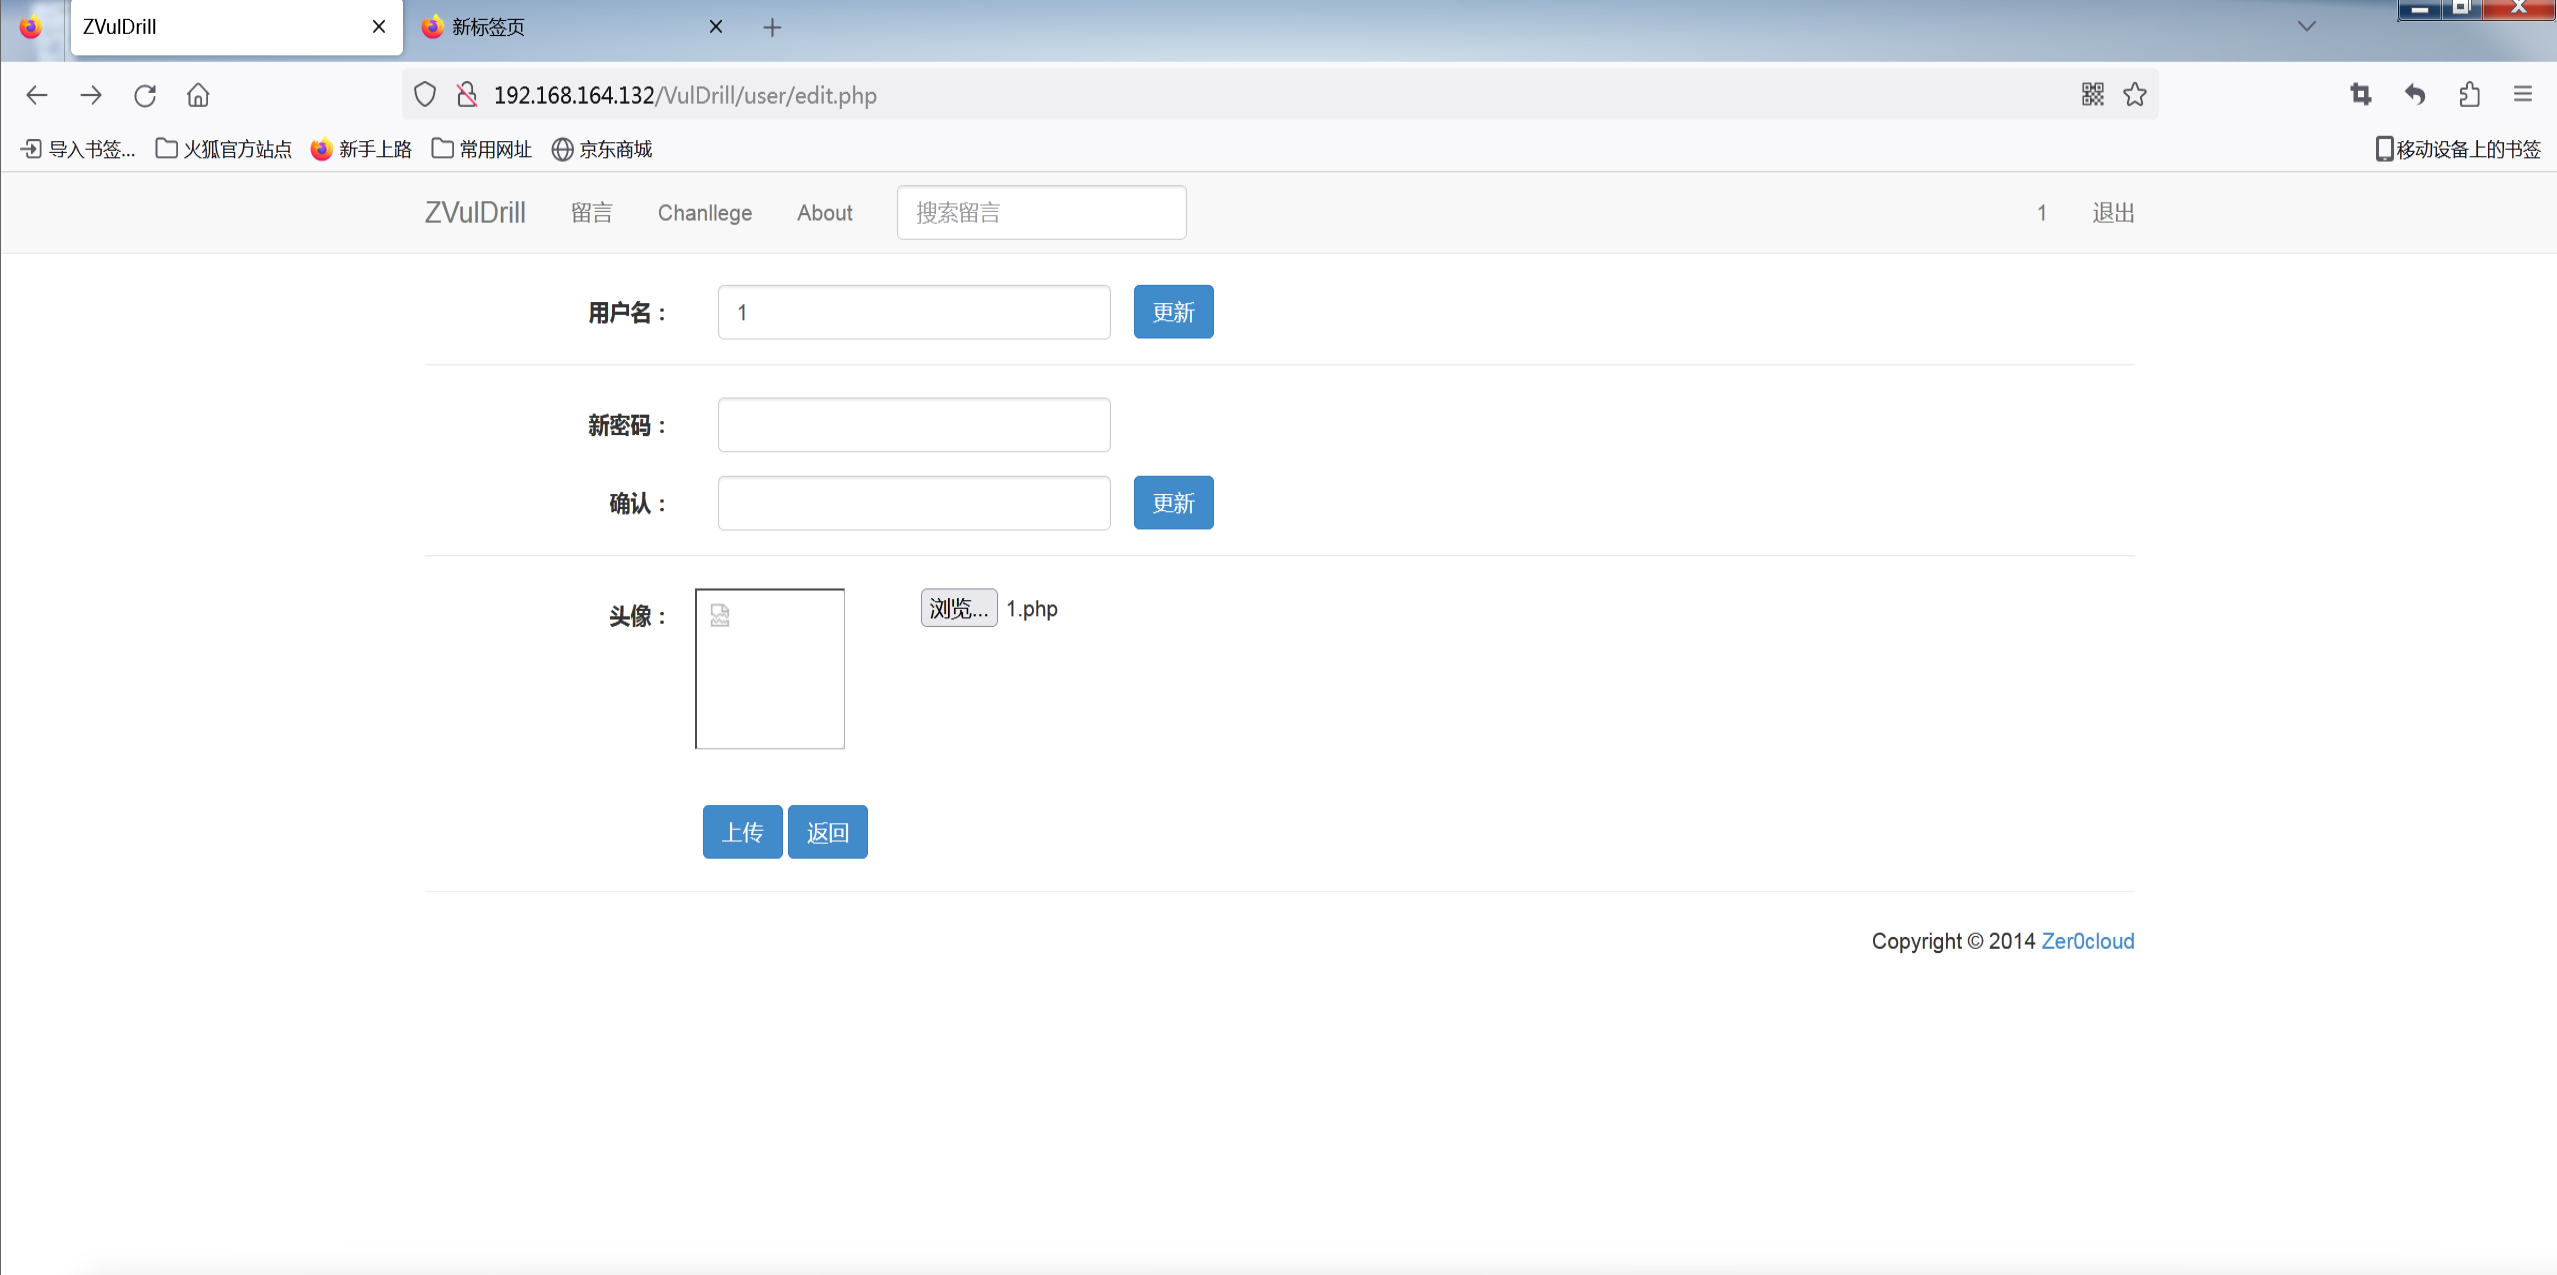 ZVulDrill
新标签页
192.168.164.132/VulDrill/user/edit.php
导入书签... 火狐官方站点 新手上路 常用网址 京东商城 移动设备上的书签
ZVulDrill 留言 Chanllege About 搜索留言 1 退出
用户名： 1 更新
新密码：
确认： 更新
头像： 浏览... 1.php
上传 返回
Copyright © 2014 Zer0cloud